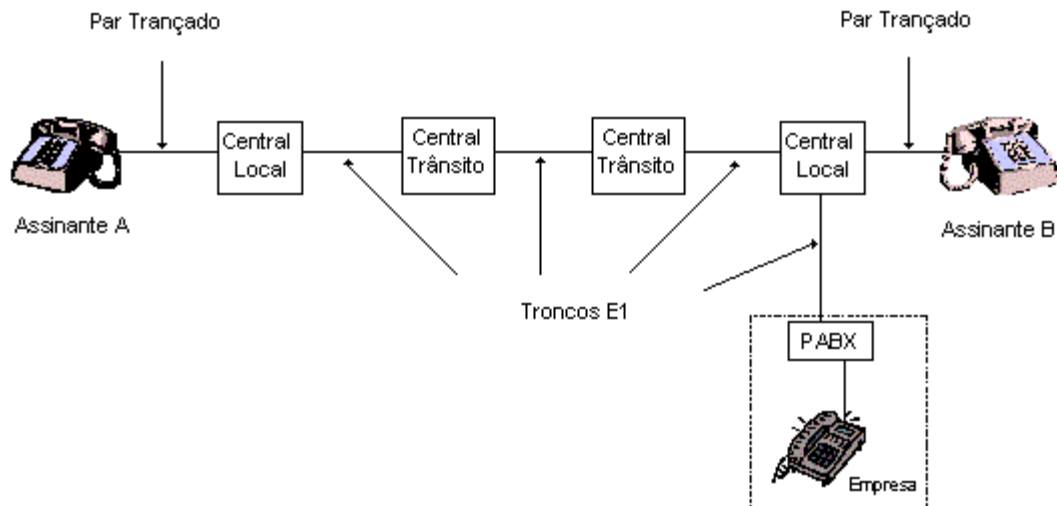 Par Trançado
Par Trançado
Central
Local
Central
Trânsito
Central
Trânsito
Central
Local
Assinante A
Assinante B
Troncos E1
PABX
Empresa